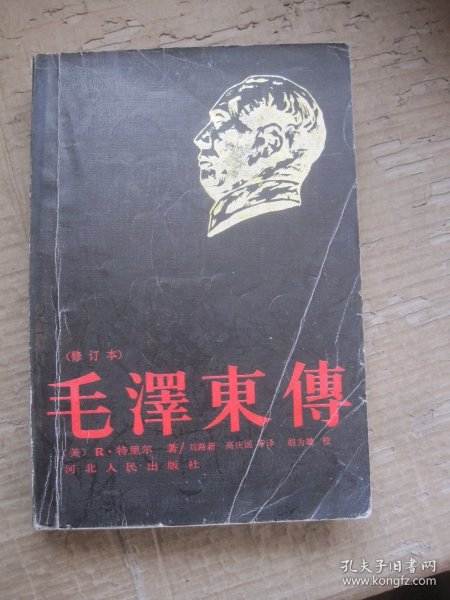 (修订本)
毛澤東傳
〔美〕R·特里尔 著/刘路新 高庆国 等译 胡为雄 校
河北人民出版社
孔夫子旧书网
www.kongfz.com